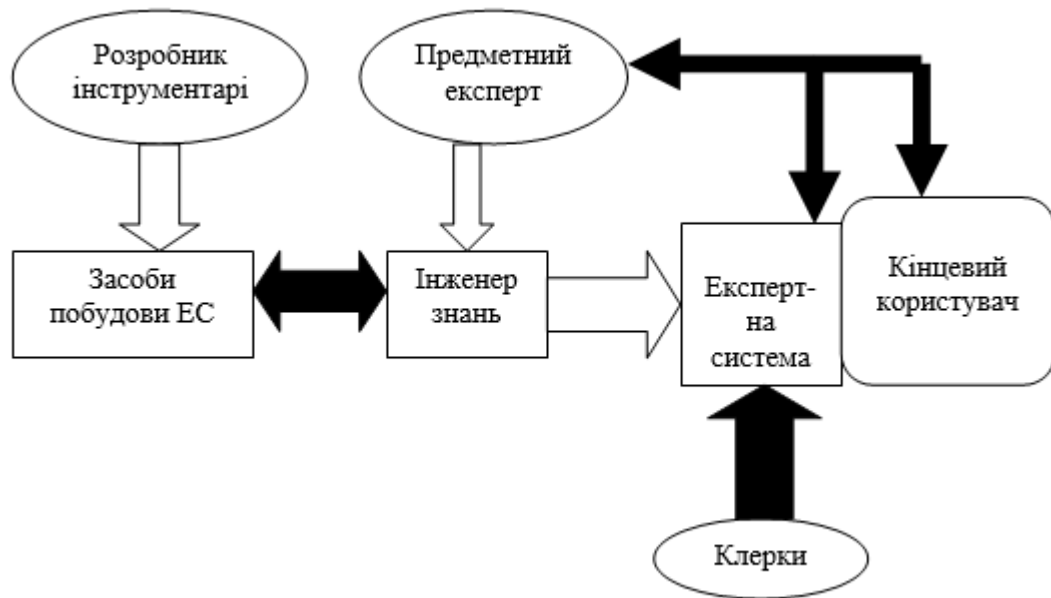 Розробник
інструментарі
Предметний
експерт
Засоби
побудови ЕС
Інженер
знань
Експерт-
на
система
Кінцевий
користувач
Клерки